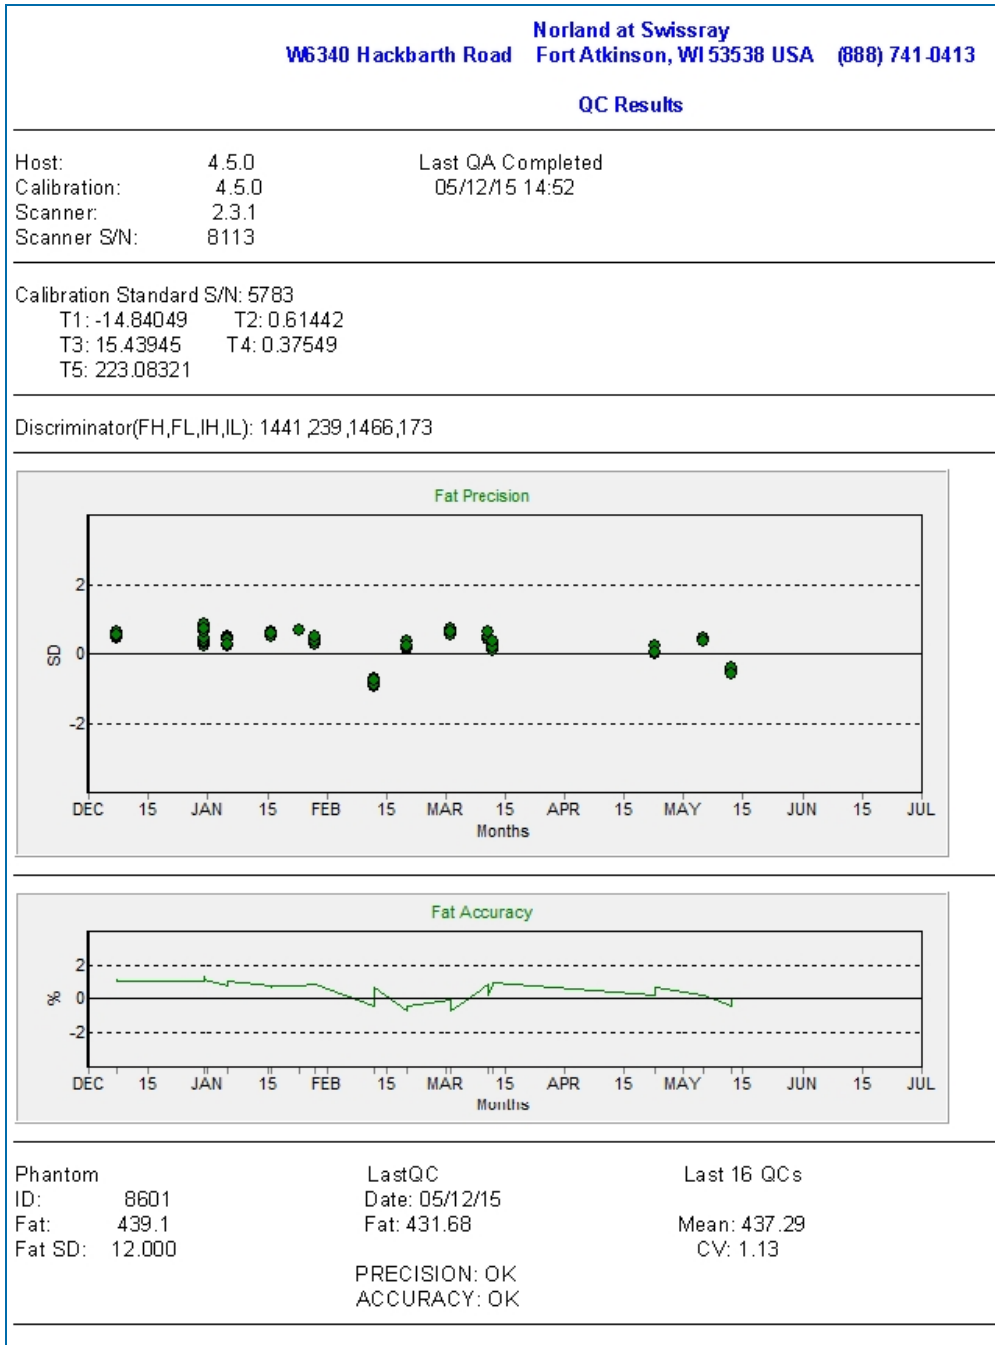 Norland at Swissray
W6340 Hackbarth Road Fort Atkinson, WI 53538 USA (888) 741-0413
QC Results
Host: 4.5.0 Last QA Completed
Calibration: 4.5.0 05/12/15 14:52
Scanner: 2.3.1
Scanner S/N: 8113
Calibration Standard S/N: 5783
T1: -14.84049 T2: 0.61442
T3: 15.43945 T4: 0.37549
T5: 223.08321
Discriminator(FH,FL,IH,IL): 1441,239,1466,173
Fat Precision
2
SD 0
-2
DEC 15 JAN 15 FEB 15 MAR 15 APR 15 MAY 15 JUN 15 JUL
Months
Fat Accuracy
2
% 0
-2
DEC 15 JAN 15 FEB 15 MAR 15 APR 15 MAY 15 JUN 15 JUL
Months
Phantom LastQC Last 16 QCs
ID: 8601 Date: 05/12/15
Fat: 439.1 Fat: 431.68 Mean: 437.29
Fat SD: 12.000 CV: 1.13
PRECISION: OK
ACCURACY: OK